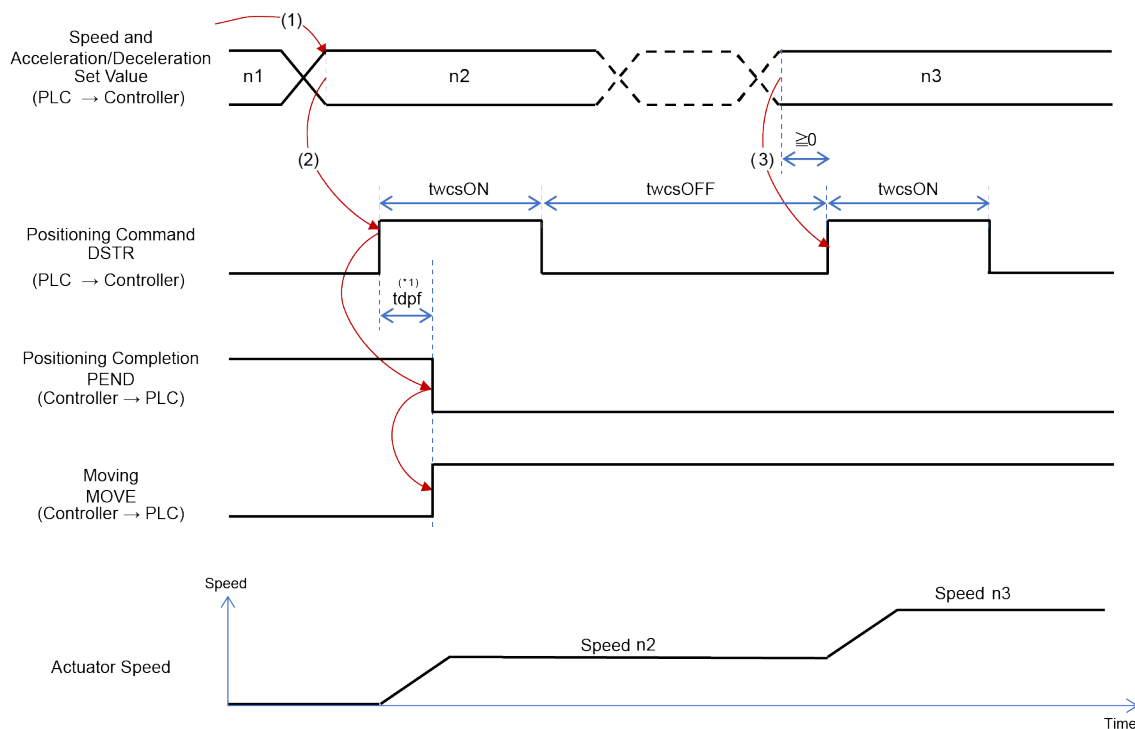 (1)
Speed and
Acceleration/Deceleration
Set Value
(PLC → Controller)
n1
n2
n3
(2)
(3)
≧0
twcsON
twcsOFF
twcsON
Positioning Command
DSTR
(PLC → Controller)
(*1)
tdpf
Positioning Completion
PEND
(Controller → PLC)
Moving
MOVE
(Controller → PLC)
Speed
Speed n3
Speed n2
Actuator Speed
Time